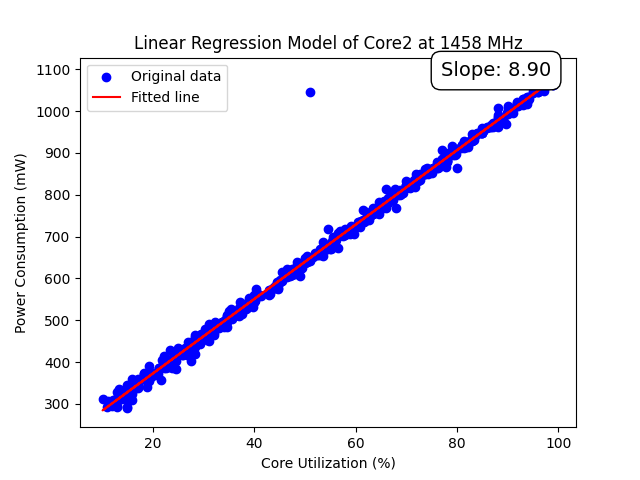 Linear Regression Model of Core2 at 1458 MHz
Slope: 8.90
Original data
Fitted line
Power Consumption (mW)
1100
1000
900
800
700
600
500
400
300
20 40 60 80 100
Core Utilization (%)